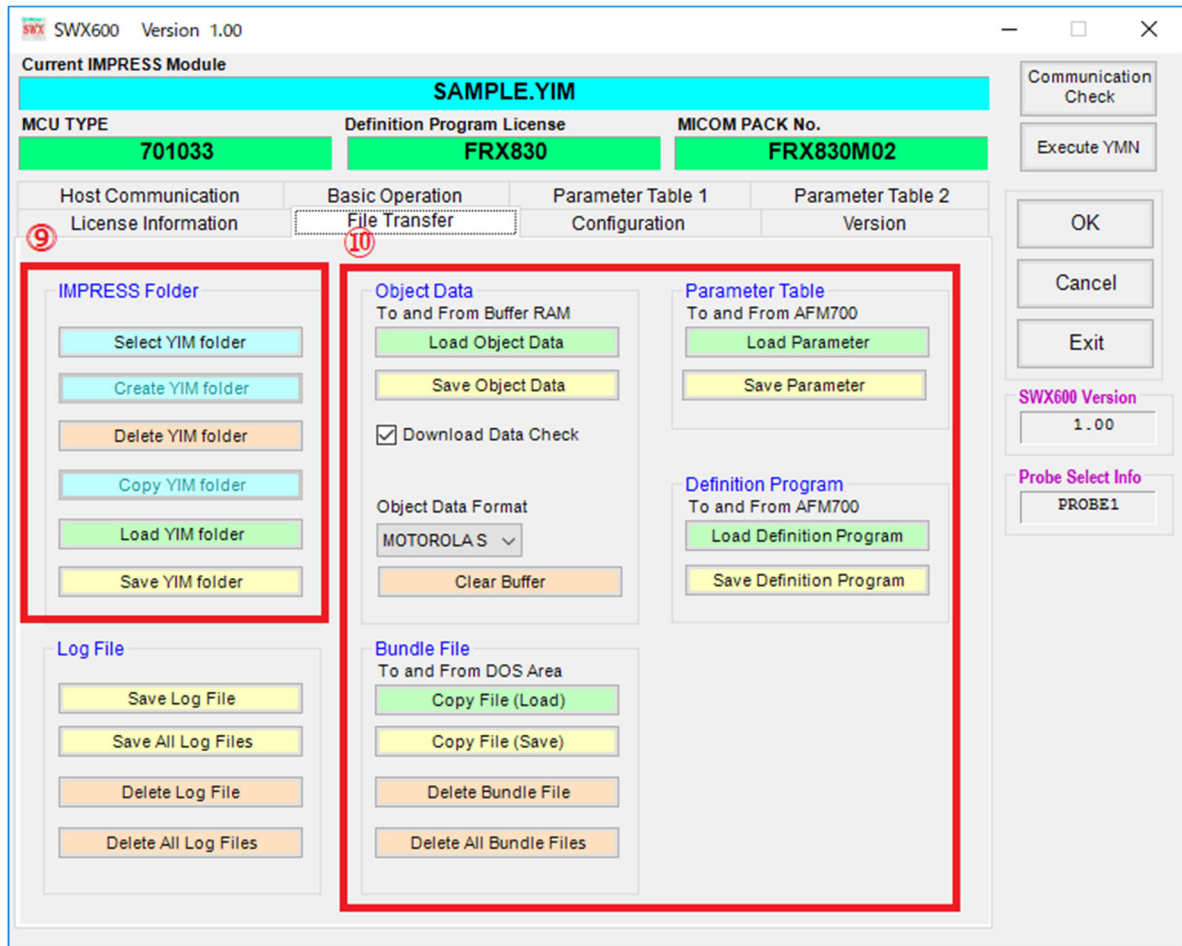 SWX SWX600 Version 1.00
Current IMPRESS Module
SAMPLE.YIM
MCU TYPE
Definition Program License
MICOM PACK No.
701033
FRX830
FRX830M02
Communication
Check
Execute YMN
Host Communication
Basic Operation
Parameter Table 1
Parameter Table 2
License Information
File Transfer
Configuration
Version
⑨
⑩
IMPRESS Folder
Select YIM folder
Create YIM folder
Delete YIM folder
Copy YIM folder
Load YIM folder
Save YIM folder
Log File
Save Log File
Save All Log Files
Delete Log File
Delete All Log Files
Object Data
To and From Buffer RAM
Load Object Data
Save Object Data
Download Data Check
Object Data Format
MOTOROLA S
Clear Buffer
Bundle File
To and From DOS Area
Copy File (Load)
Copy File (Save)
Delete Bundle File
Delete All Bundle Files
Parameter Table
To and From AFM700
Load Parameter
Save Parameter
Definition Program
To and From AFM700
Load Definition Program
Save Definition Program
OK
Cancel
Exit
SWX600 Version
1.00
Probe Select Info
PROBE1